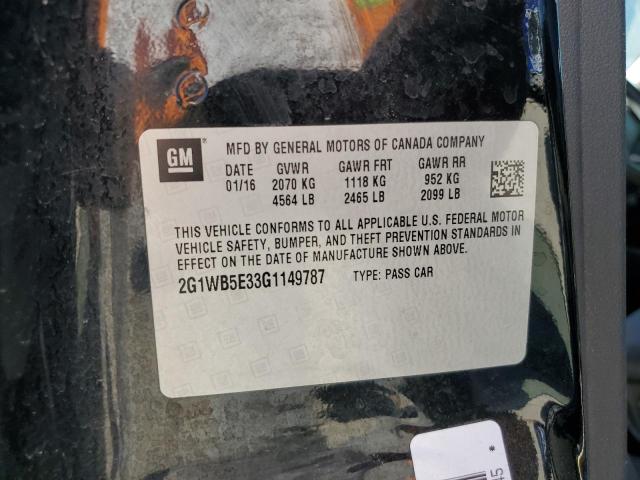 GM
MFD BY GENERAL MOTORS OF CANADA COMPANY
DATE GVWR GAWR FRT GAWR RR
01/16 2070 KG 1118 KG 952 KG
4564 LB 2465 LB 2099 LB
THIS VEHICLE CONFORMS TO ALL APPLICABLE U.S. FEDERAL MOTOR
VEHICLE SAFETY, BUMPER, AND THEFT PREVENTION STANDARDS IN
EFFECT ON THE DATE OF MANUFACTURE SHOWN ABOVE.
2G1WB5E33G1149787 TYPE: PASS CAR